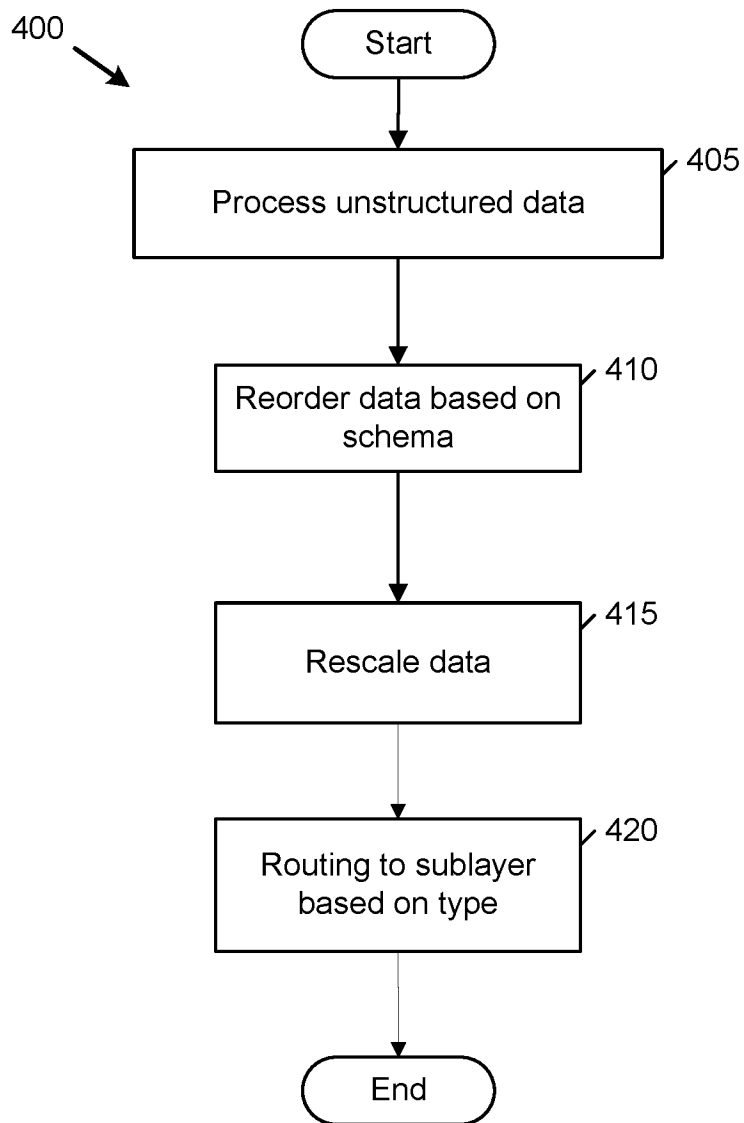 400
Start
405
Process unstructured data
410
Reorder data based on
schema
415
Rescale data
420
Routing to sublayer
based on type
End